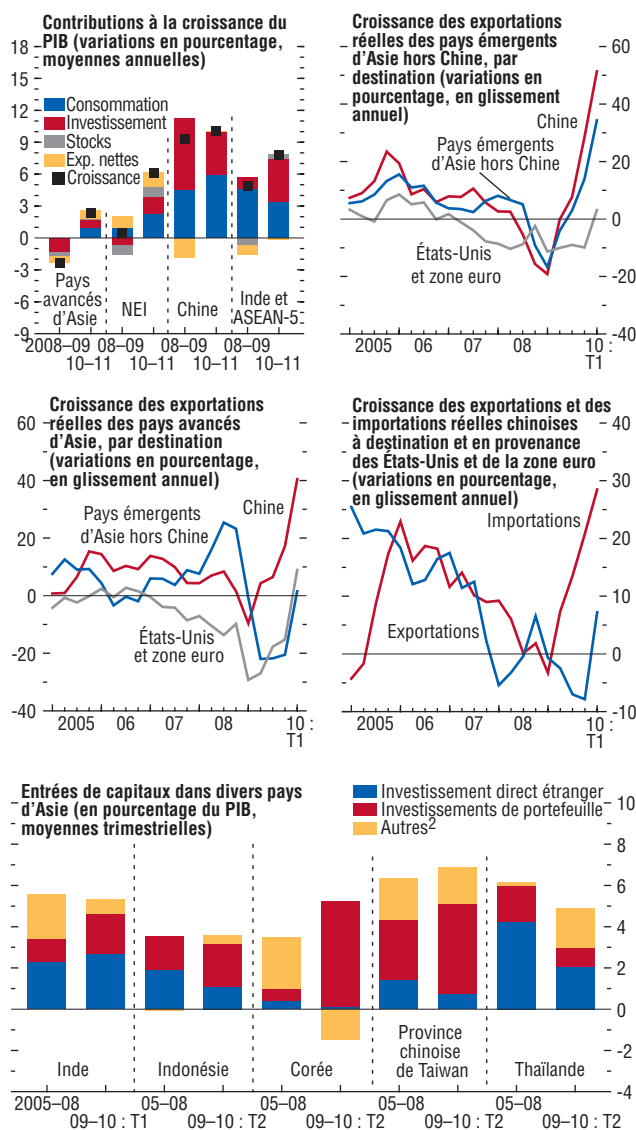 Contributions à la croissance du
PIB (variations en pourcentage,
moyennes annuelles)
18
15
12
9
6
3
0
-3
-6
-9
Consommation
Investissement
Stocks
Exp. nettes
Croissance
Pays
avancés
d'Asie
NEI
Chine
Inde et
ASEAN-5
2008–09 08–09 08–09 08–09
10–11 10–11 10–11 10–11
Croissance des exportations
réelles des pays émergents
d'Asie hors Chine, par
destination (variations en
pourcentage, en glissement
annuel)
60
40
20
0
-20
-40
Chine
Pays émergents
d'Asie hors Chine
États-Unis
et zone euro
2005 06 07 08 10 :
T1
Croissance des exportations
réelles des pays avancés
d'Asie, par destination
(variations en pourcentage,
en glissement annuel)
60
40
20
0
-20
-40
Chine
Pays émergents
d'Asie hors Chine
États-Unis
et zone euro
2005 06 07 08 10 :
T1
Croissance des exportations et des
importations réelles chinoises
à destination et en provenance
des États-Unis et de la zone euro
(variations en pourcentage,
en glissement annuel)
40
30
20
10
0
-10
Importations
Exportations
2005 06 07 08 10 :
T1
Entrées de capitaux dans divers pays
d'Asie (en pourcentage du PIB,
moyennes trimestrielles)
Investissement direct étranger
Investissements de portefeuille
Autres2
10
8
6
4
2
0
-2
-4
Inde
Indonésie
Corée
Province
chinoise
de Taiwan
Thaïlande
2005–08 05–08 05–08 05–08 05–08
09–10 : T1 09–10 : T2 09–10 : T2 09–10 : T2 09–10 : T2